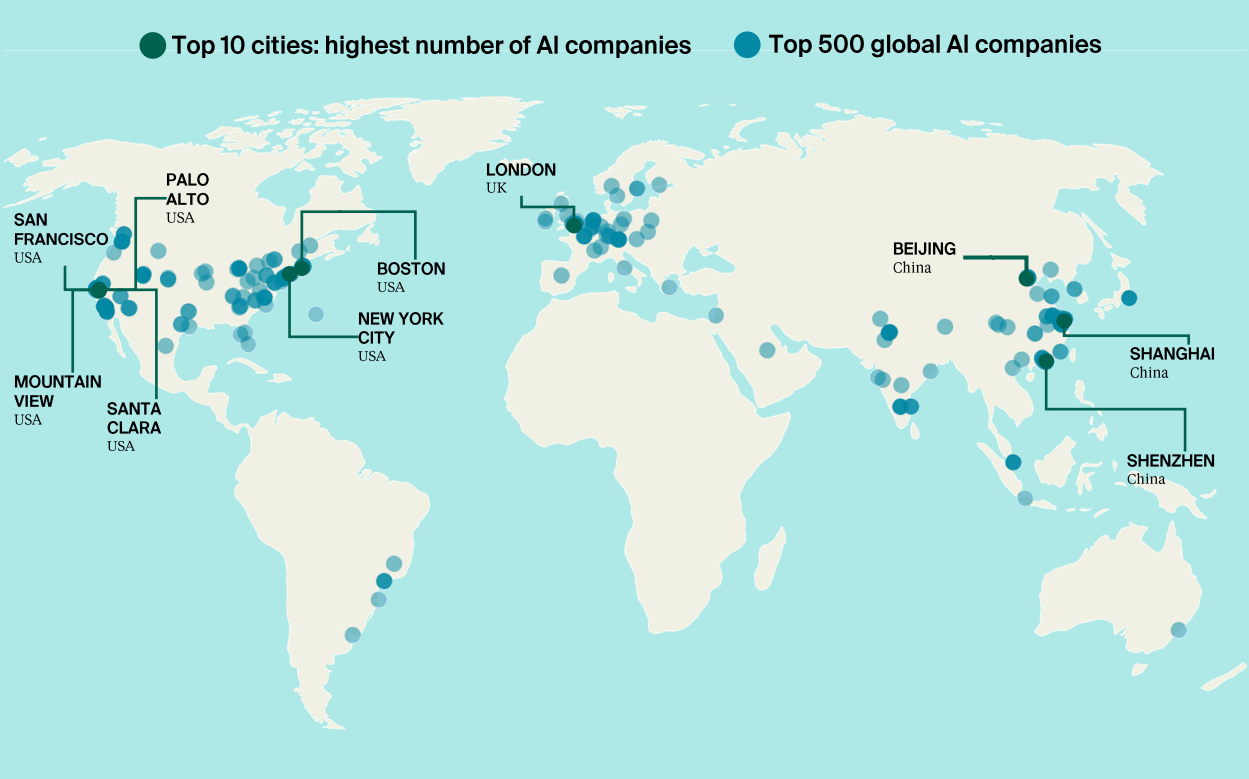 Top 10 cities: highest number of AI companies
Top 500 global AI companies
PALO
ALTO
USA
SAN
FRANCISCO
USA
LONDON
UK
BOSTON
USA
NEW YORK
CITY
USA
BEIJING
China
SHANGHAI
China
MOUNTAIN
VIEW
USA
SANTA
CLARA
USA
SHENZHEN
China